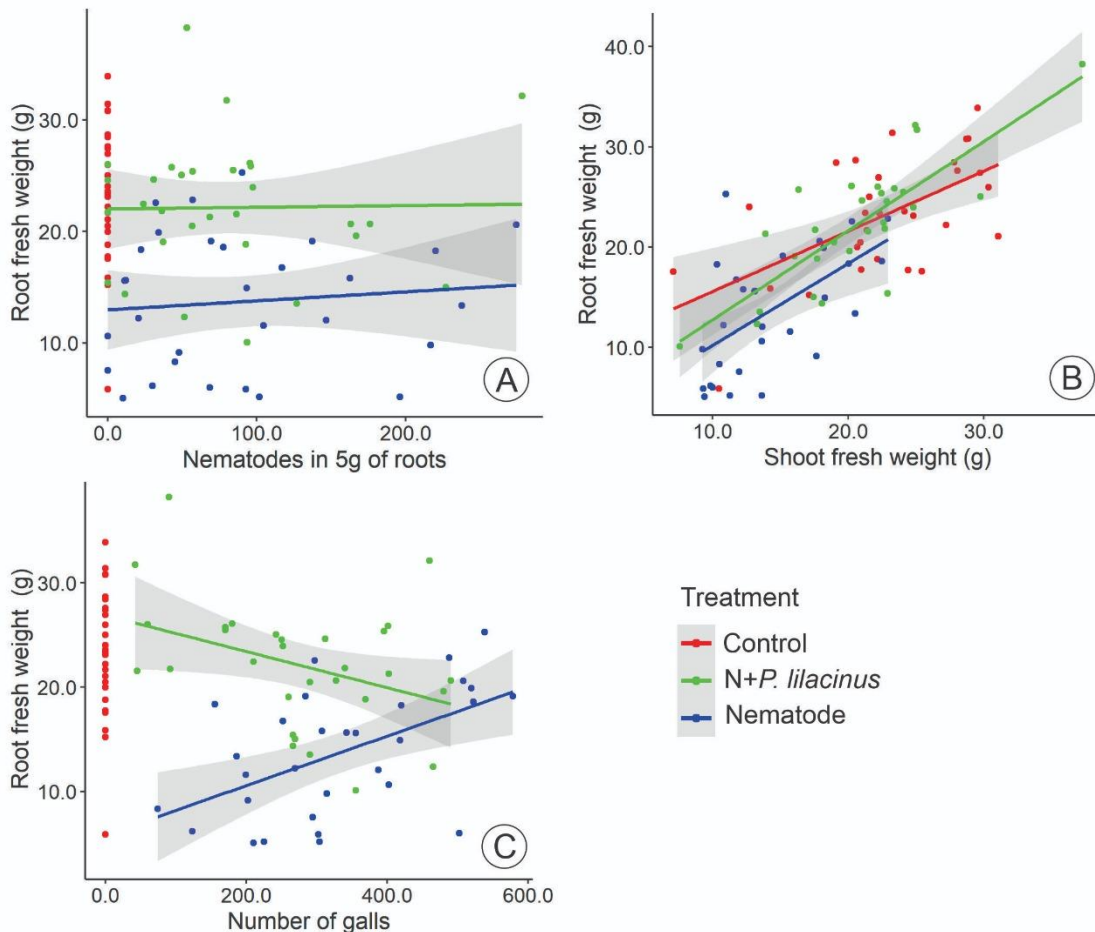 Root fresh weight (g)
30.0
20.0
10.0
0.0
100.0
200.0
Nematodes in 5g of roots
A
Root fresh weight (g)
40.0
30.0
20.0
10.0
10.0
20.0
30.0
Shoot fresh weight (g)
B
Root fresh weight (g)
30.0
20.0
10.0
0.0
200.0
400.0
600.0
Number of galls
C
Treatment
Control
N+P. lilacinus
Nematode